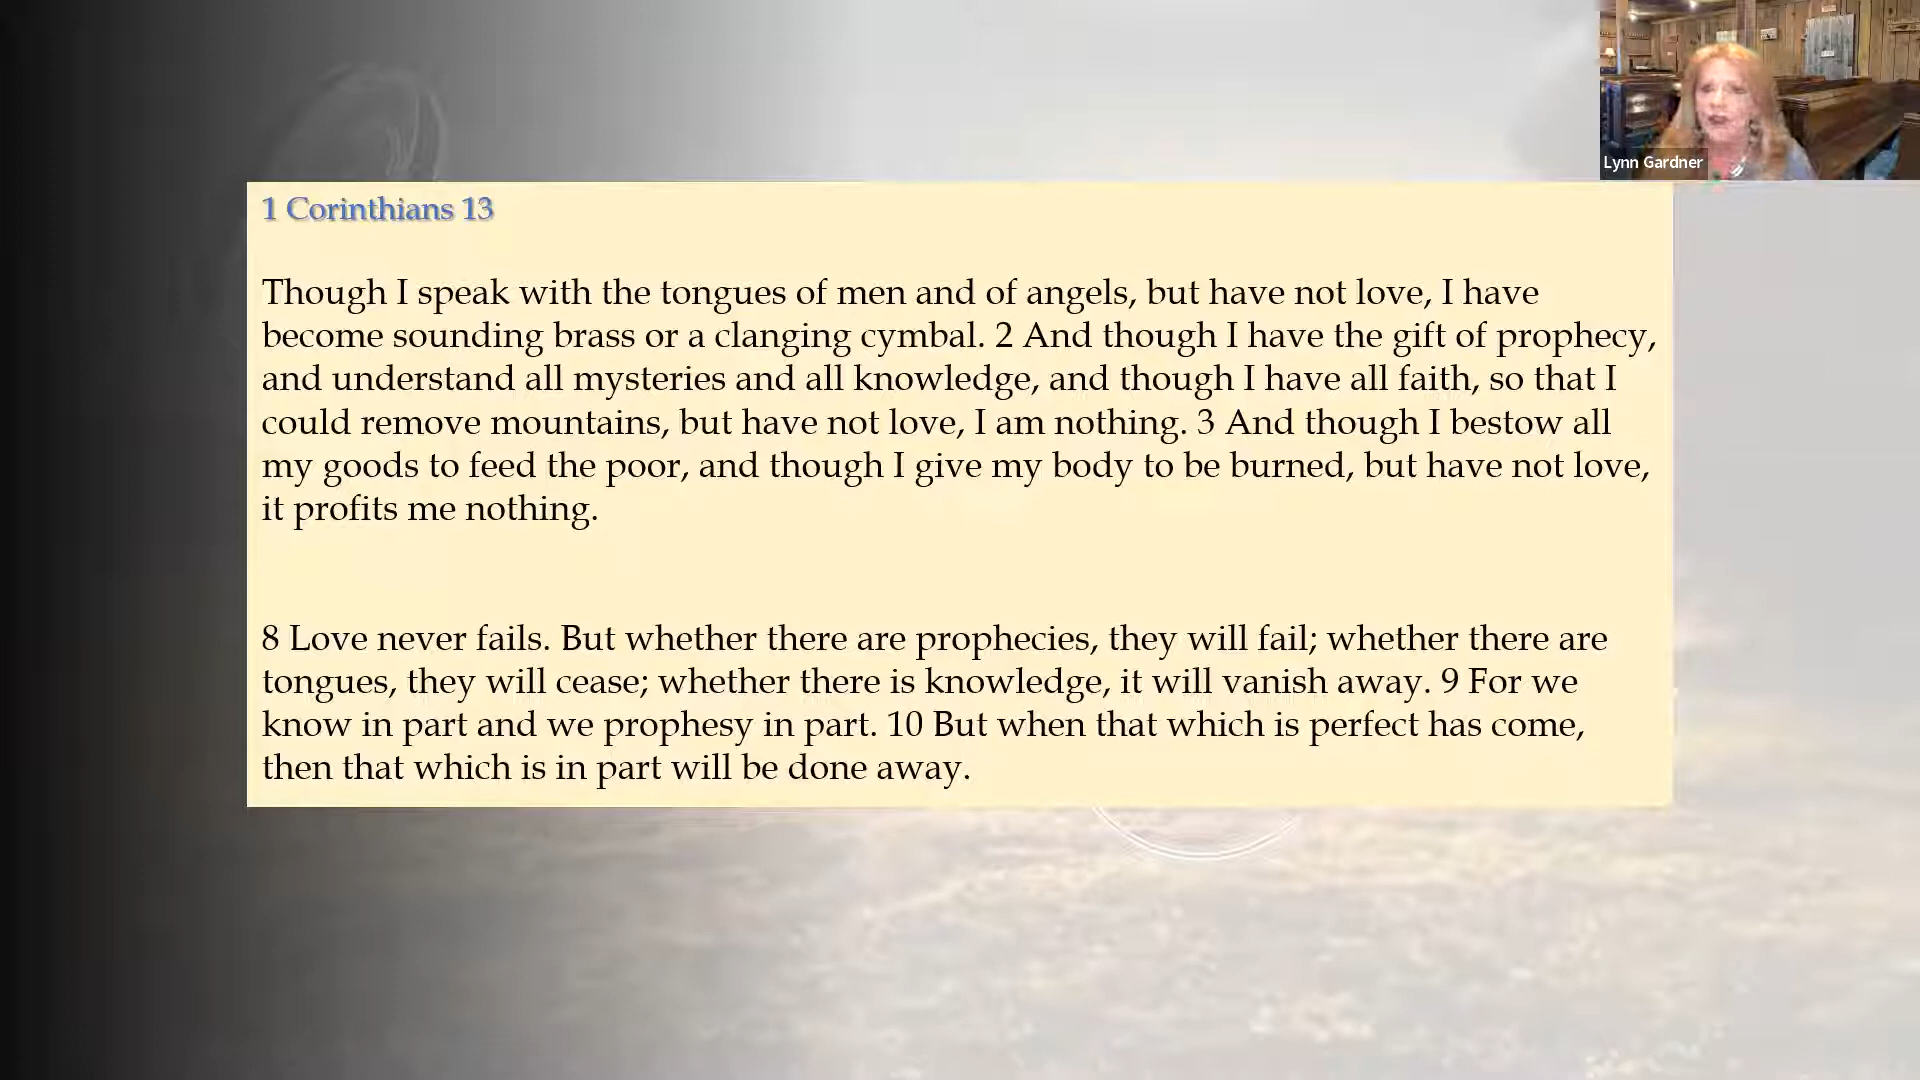 Lynn Gardner
1 Corinthians 13
Though I speak with the tongues of men and of angels, but have not love, I have
become sounding brass or a clanging cymbal. 2 And though I have the gift of prophecy,
and understand all mysteries and all knowledge, and though I have all faith, so that I
could remove mountains, but have not love, I am nothing. 3 And though I bestow all
my goods to feed the poor, and though I give my body to be burned, but have not love,
it profits me nothing.
8 Love never fails. But whether there are prophecies, they will fail; whether there are
tongues, they will cease; whether there is knowledge, it will vanish away. 9 For we
know in part and we prophesy in part. 10 But when that which is perfect has come,
then that which is in part will be done away.